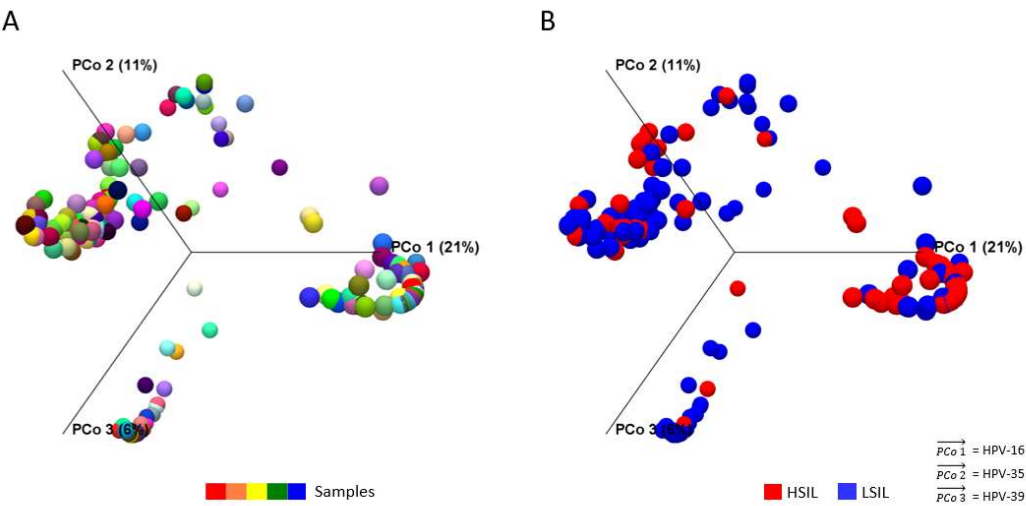 A
PCo 2 (11%)
PCo 1 (21%)
PCo 3 (6%)
Samples
B
PCo 2 (11%)
PCo 1 (21%)
PCo 3 (6%)
HSIL
LSIL
PCo 1 = HPV-16
PCo 2 = HPV-35
PCo 3 = HPV-39